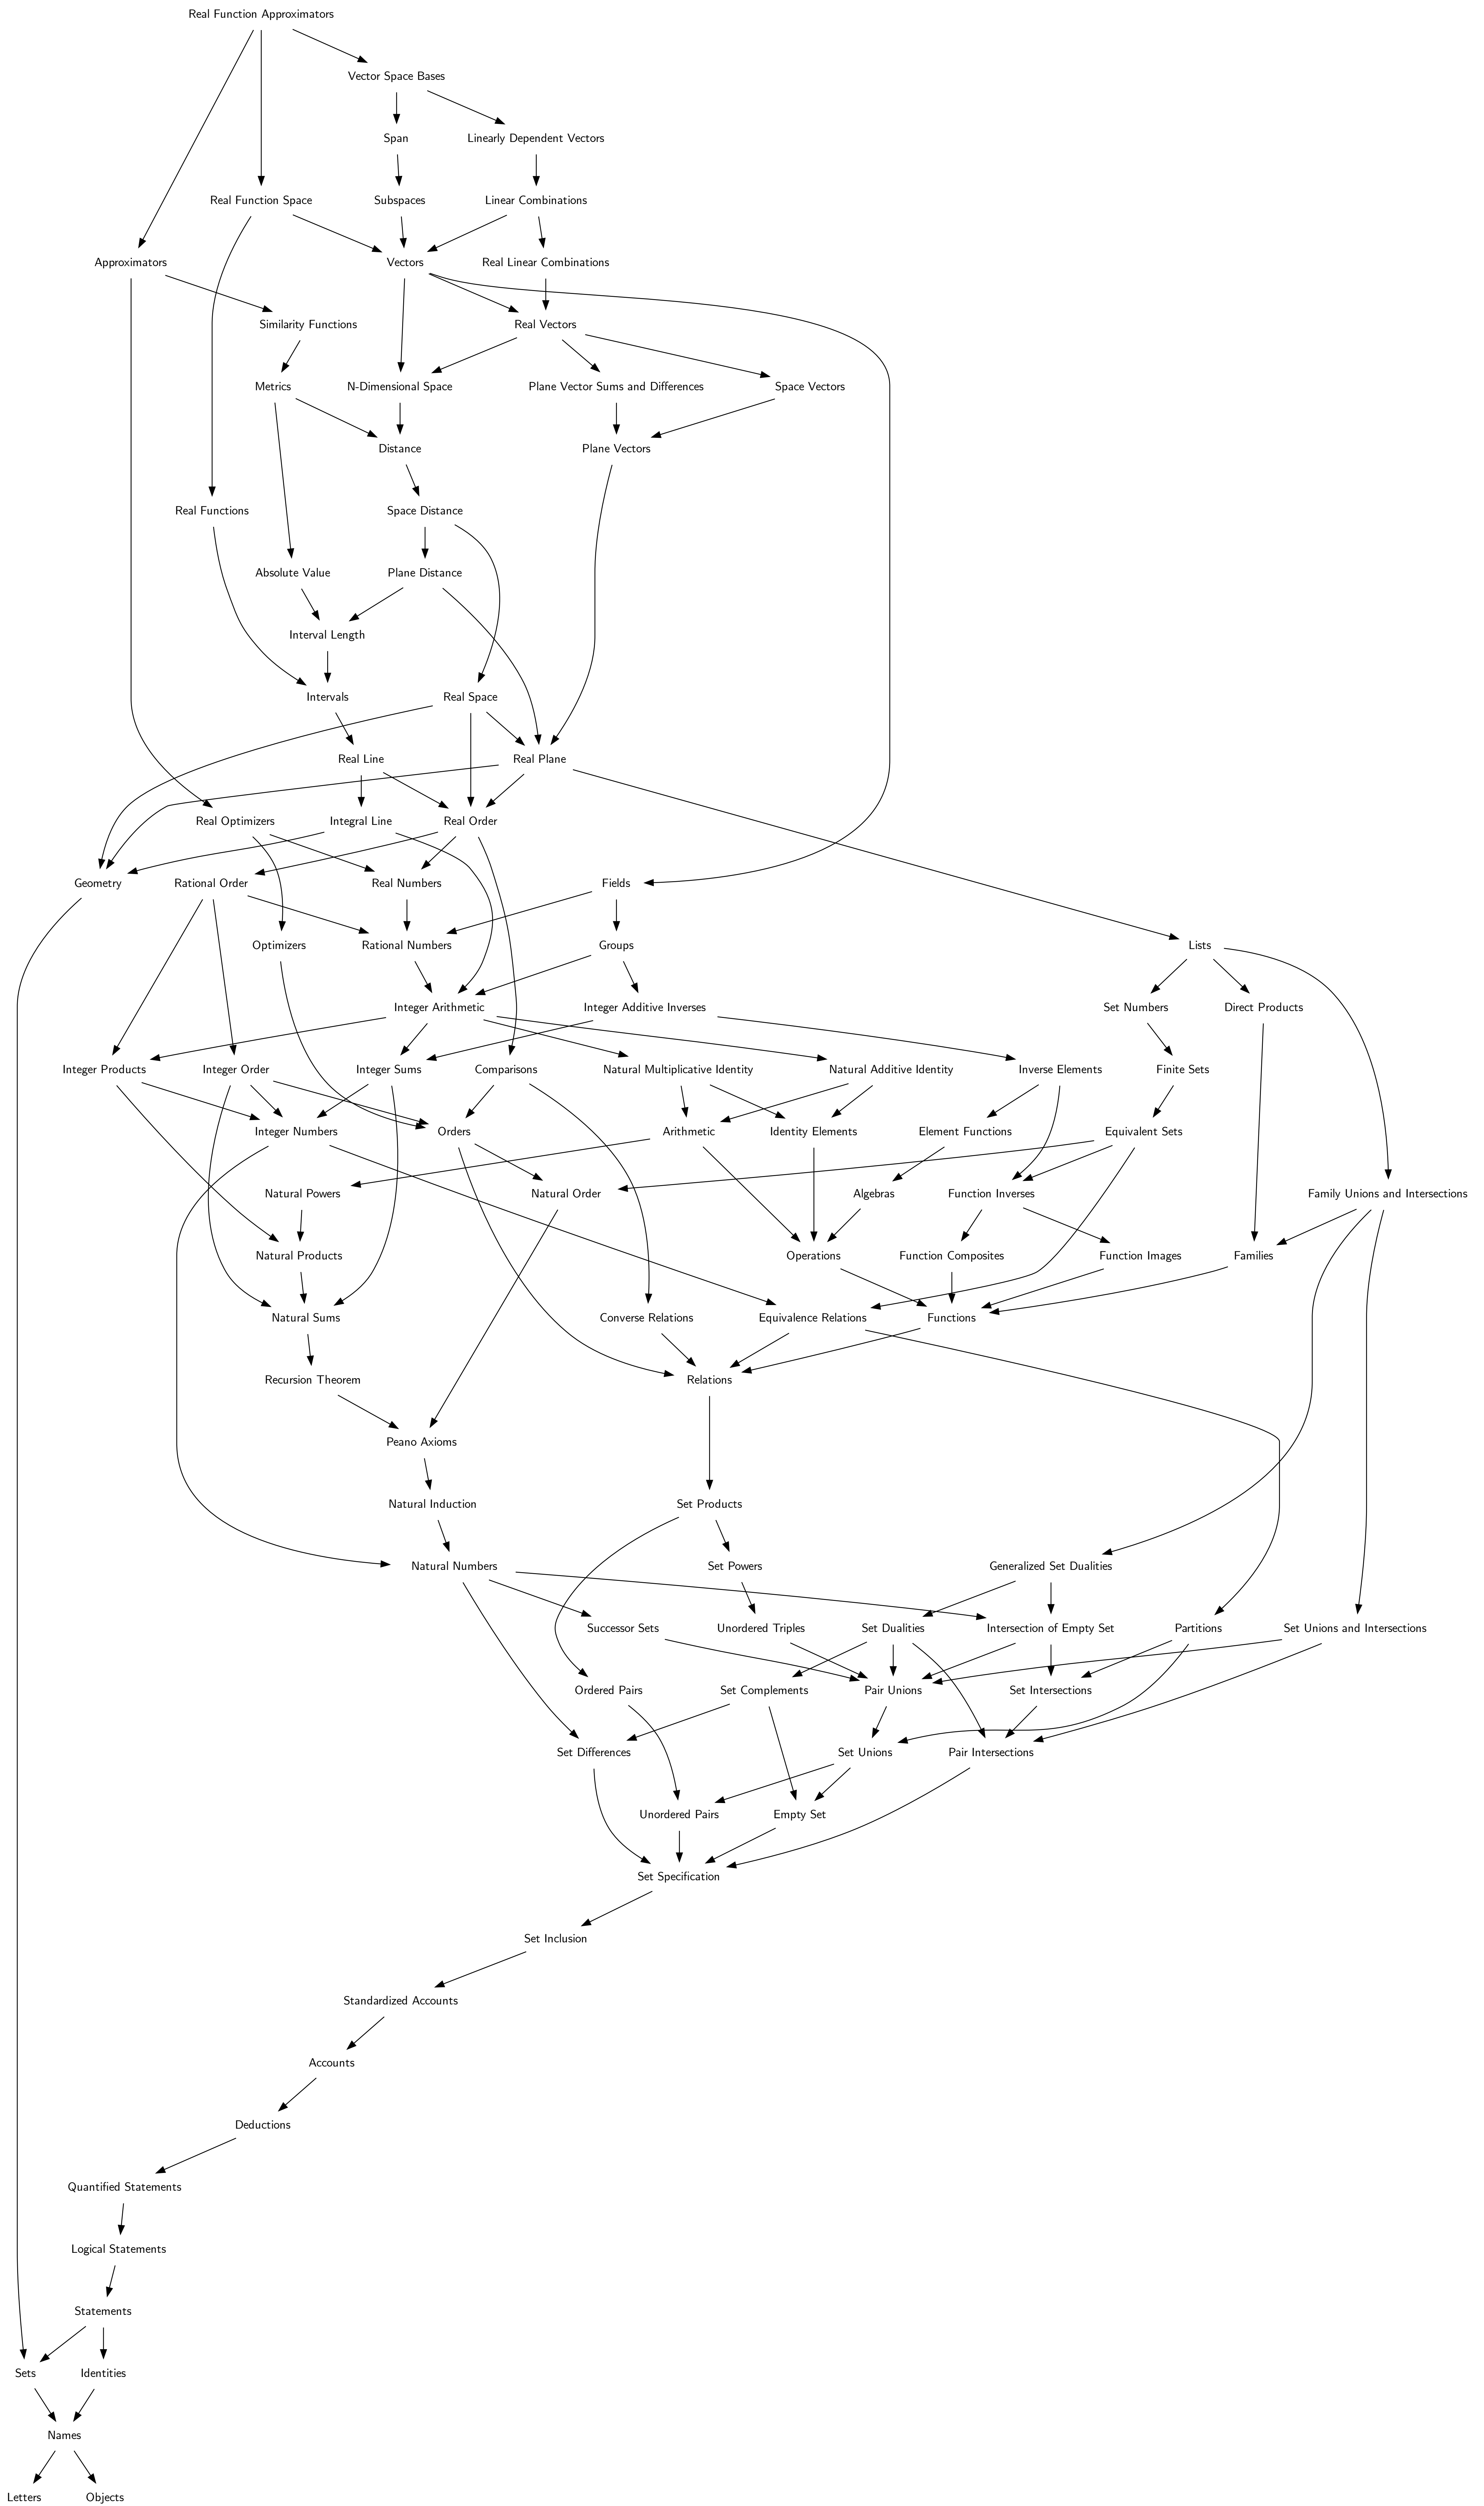 Real Function Approximators
Vector Space Bases
Span
Linearly Dependent Vectors
Real Function Space
Subspaces
Linear Combinations
Approximators
Vectors
Real Linear Combinations
Similarity Functions
Real Vectors
Metrics
N-Dimensional Space
Plane Vector Sums and Differences
Space Vectors
Distance
Plane Vectors
Real Functions
Space Distance
Absolute Value
Plane Distance
Interval Length
Intervals
Real Space
Real Line
Real Plane
Real Optimizers
Integral Line
Real Order
Geometry
Rational Order
Real Numbers
Fields
Optimizers
Rational Numbers
Groups
Lists
Integer Arithmetic
Integer Additive Inverses
Set Numbers
Direct Products
Integer Products
Integer Order
Integer Sums
Comparisons
Natural Multiplicative Identity
Natural Additive Identity
Inverse Elements
Finite Sets
Integer Numbers
Orders
Arithmetic
Identity Elements
Element Functions
Equivalent Sets
Natural Powers
Natural Order
Algebras
Function Inverses
Family Unions and Intersections
Natural Products
Operations
Function Composites
Function Images
Families
Natural Sums
Converse Relations
Equivalence Relations
Functions
Recursion Theorem
Relations
Peano Axioms
Natural Induction
Set Products
Natural Numbers
Set Powers
Generalized Set Dualities
Successor Sets
Unordered Triples
Set Dualities
Intersection of Empty Set
Partitions
Set Unions and Intersections
Ordered Pairs
Set Complements
Pair Unions
Set Intersections
Set Differences
Set Unions
Pair Intersections
Unordered Pairs
Empty Set
Set Specification
Set Inclusion
Standardized Accounts
Accounts
Deductions
Quantified Statements
Logical Statements
Statements
Sets
Identities
Names
Letters
Objects